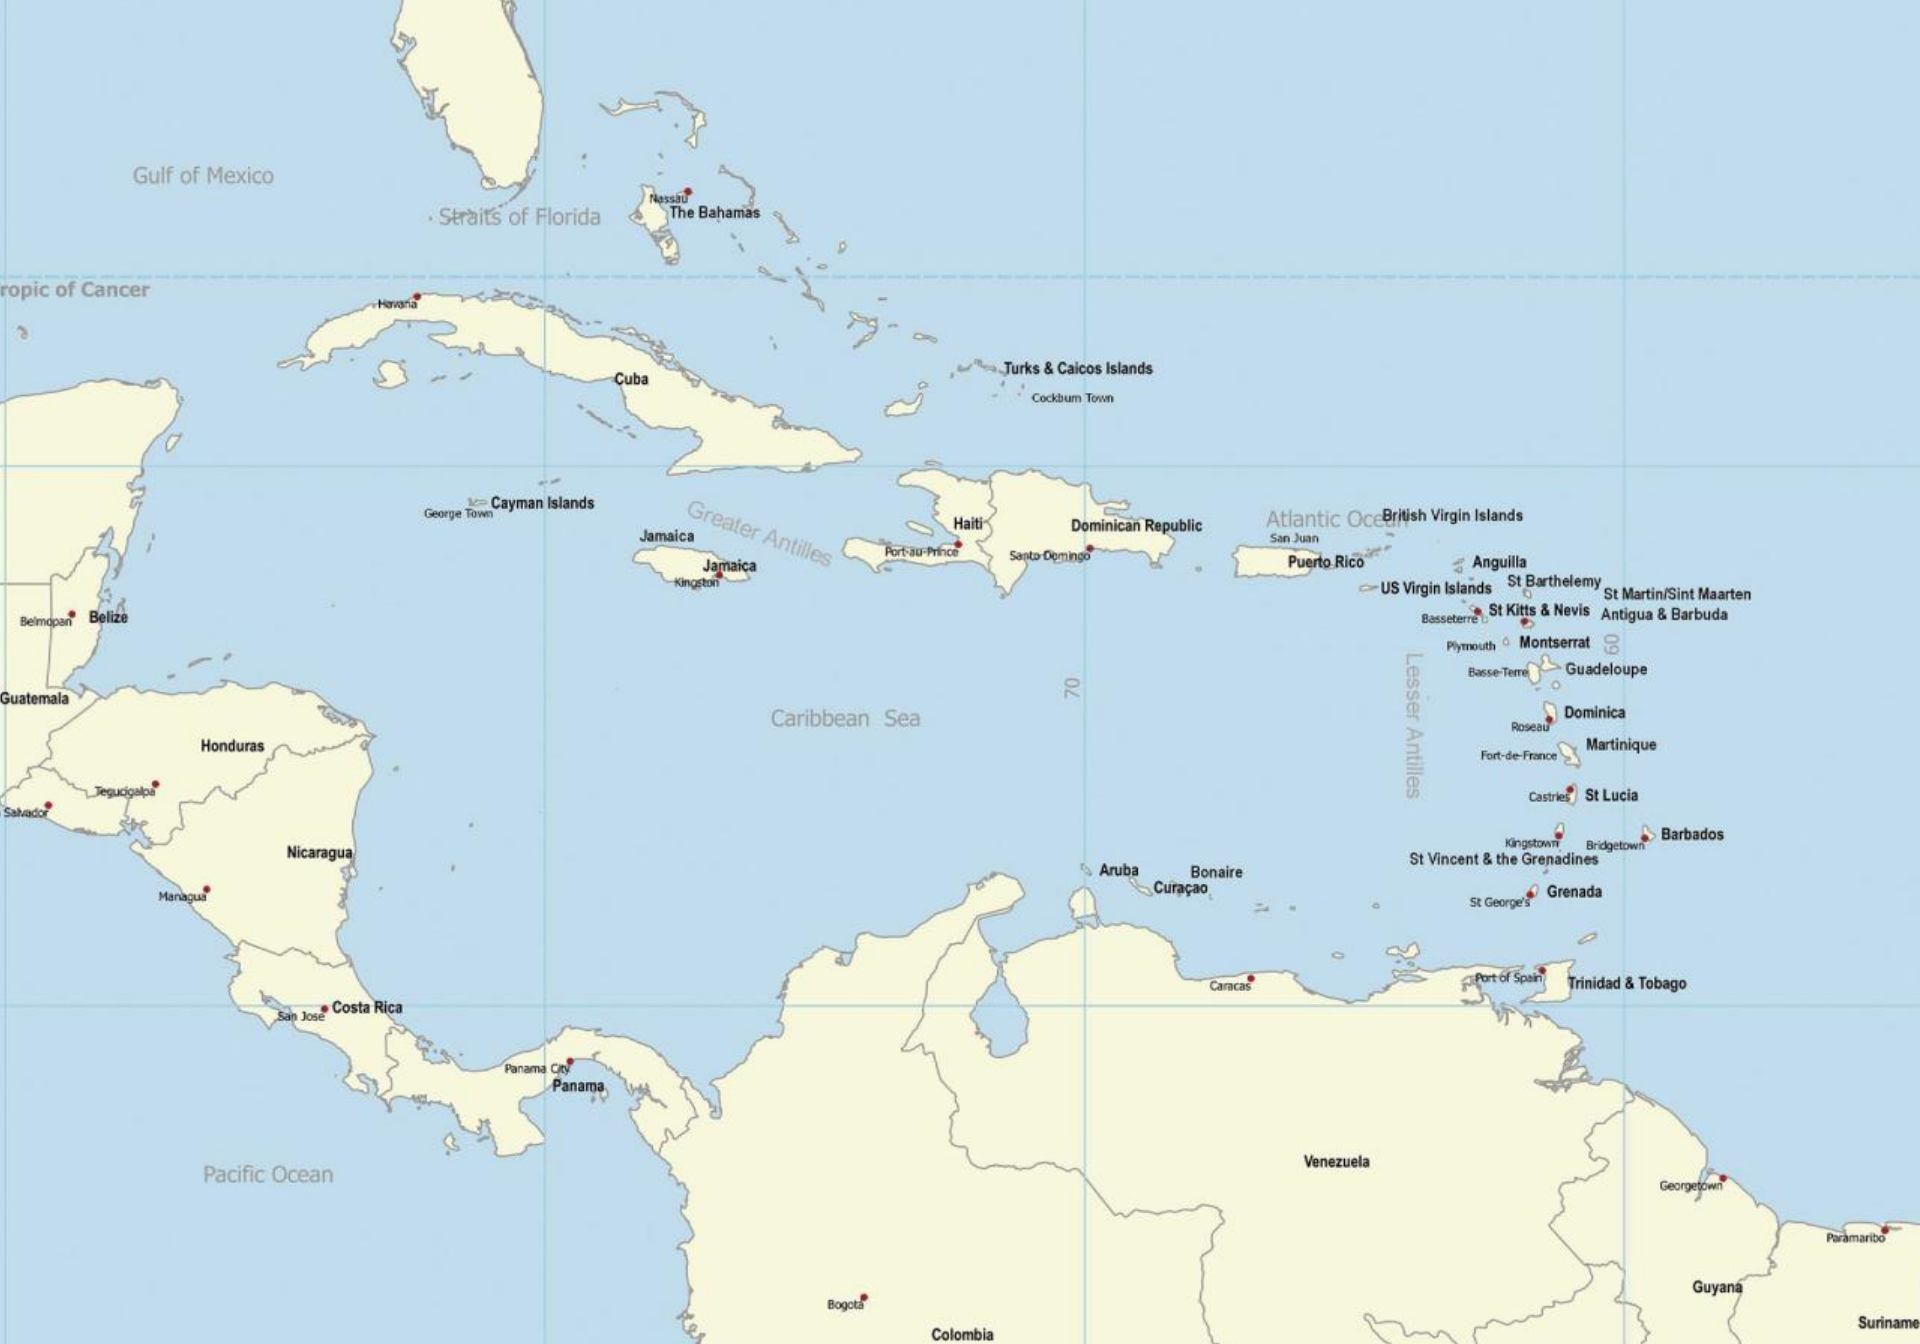 Gulf of Mexico
Straits of Florida
Nassau
The Bahamas
ropic of Cancer
Havana
Cuba
Turks & Caicos Islands
Cockburn Town
Cayman Islands
George Town
Greater Antilles
Jamaica
Jamaica
Kingston
Haiti
Port-au-Prince
Dominican Republic
Santo Domingo
Atlantic Ocean
British Virgin Islands
San Juan
Puerto Rico
Anguilla
US Virgin Islands
St Barthelemy
St Martin/Sint Maarten
St Kitts & Nevis
Antigua & Barbuda
Basseterre
Belmopan
Belize
Plymouth
Montserrat
60
Basse-Terre
Guadeloupe
Lesser Antilles
70
Guatemala
Caribbean Sea
Roseau
Dominica
Honduras
Fort-de-France
Martinique
Tegucigalpa
Castries
St Lucia
Salvador
Kingstown
Bridgetown
Barbados
Nicaragua
St Vincent & the Grenadines
Aruba
Bonaire
Curaçao
Managua
St George's
Grenada
Caracas
Port of Spain
Trinidad & Tobago
San Jose
Costa Rica
Panama City
Panama
Pacific Ocean
Venezuela
Georgetown
Paramaribo
Guyana
Bogota
Colombia
Suriname